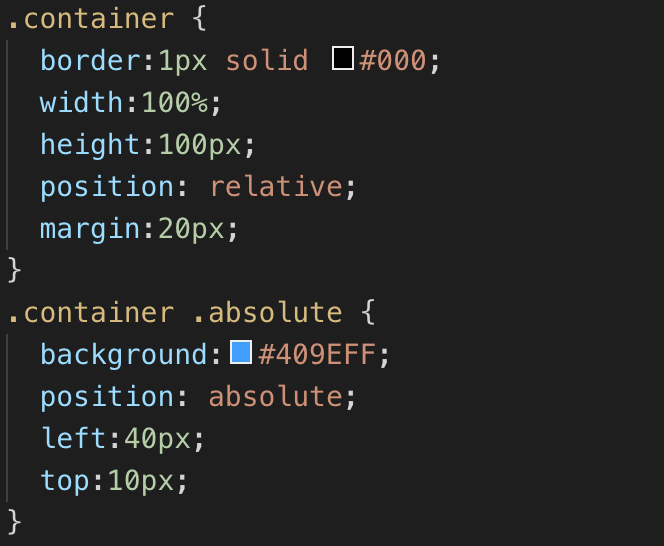 .container {
  border:1px solid #000;
  width:100%;
  height:100px;
  position: relative;
  margin:20px;
}
.container .absolute {
  background:#409EFF;
  position: absolute;
  left:40px;
  top:10px;
}